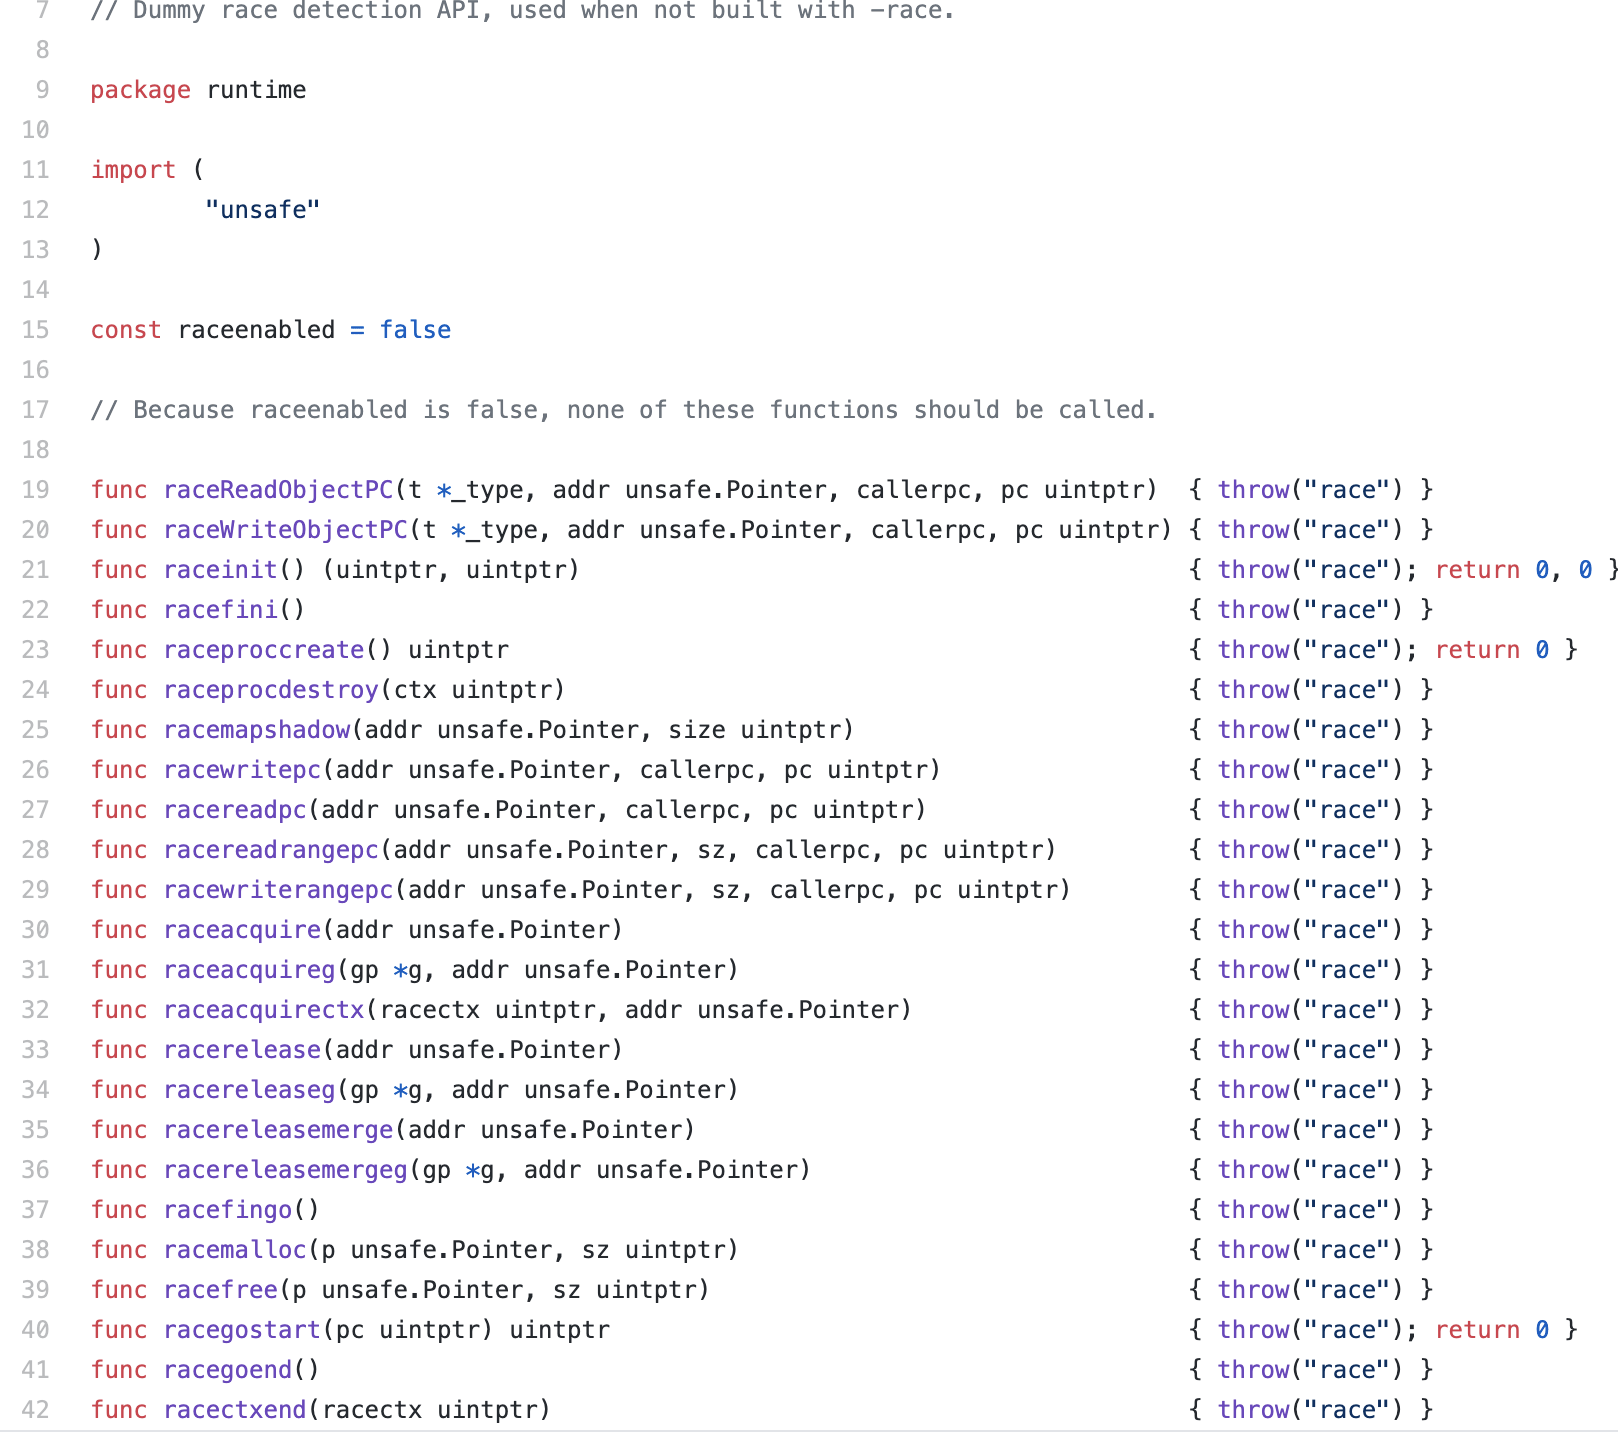 7 // Dummy race detection API, used when not built with -race.
8
9 package runtime
10
11 import (
12 "unsafe"
13 )
14
15 const raceenabled = false
16
17 // Because raceenabled is false, none of these functions should be called.
18
19 func raceReadObjectPC(t *_type, addr unsafe.Pointer, callerpc, pc uintptr) { throw("race") }
20 func raceWriteObjectPC(t *_type, addr unsafe.Pointer, callerpc, pc uintptr) { throw("race") }
21 func raceinit() (uintptr, uintptr) { throw("race"); return 0, 0 }
22 func racefini() { throw("race") }
23 func raceproccreate() uintptr { throw("race"); return 0 }
24 func raceprocdestroy(ctx uintptr) { throw("race") }
25 func racemapshadow(addr unsafe.Pointer, size uintptr) { throw("race") }
26 func racewritepc(addr unsafe.Pointer, callerpc, pc uintptr) { throw("race") }
27 func racereadpc(addr unsafe.Pointer, callerpc, pc uintptr) { throw("race") }
28 func racereadrangepc(addr unsafe.Pointer, sz, callerpc, pc uintptr) { throw("race") }
29 func racewriterangepc(addr unsafe.Pointer, sz, callerpc, pc uintptr) { throw("race") }
30 func raceacquire(addr unsafe.Pointer) { throw("race") }
31 func raceacquireg(gp *g, addr unsafe.Pointer) { throw("race") }
32 func raceacquirectx(racectx uintptr, addr unsafe.Pointer) { throw("race") }
33 func racerelease(addr unsafe.Pointer) { throw("race") }
34 func racereleaseg(gp *g, addr unsafe.Pointer) { throw("race") }
35 func racereleasemerge(addr unsafe.Pointer) { throw("race") }
36 func racereleasemergeg(gp *g, addr unsafe.Pointer) { throw("race") }
37 func racefingo() { throw("race") }
38 func racemalloc(p unsafe.Pointer, sz uintptr) { throw("race") }
39 func racefree(p unsafe.Pointer, sz uintptr) { throw("race") }
40 func racegostart(pc uintptr) uintptr { throw("race"); return 0 }
41 func racegoend() { throw("race") }
42 func racectxend(racectx uintptr) { throw("race") }